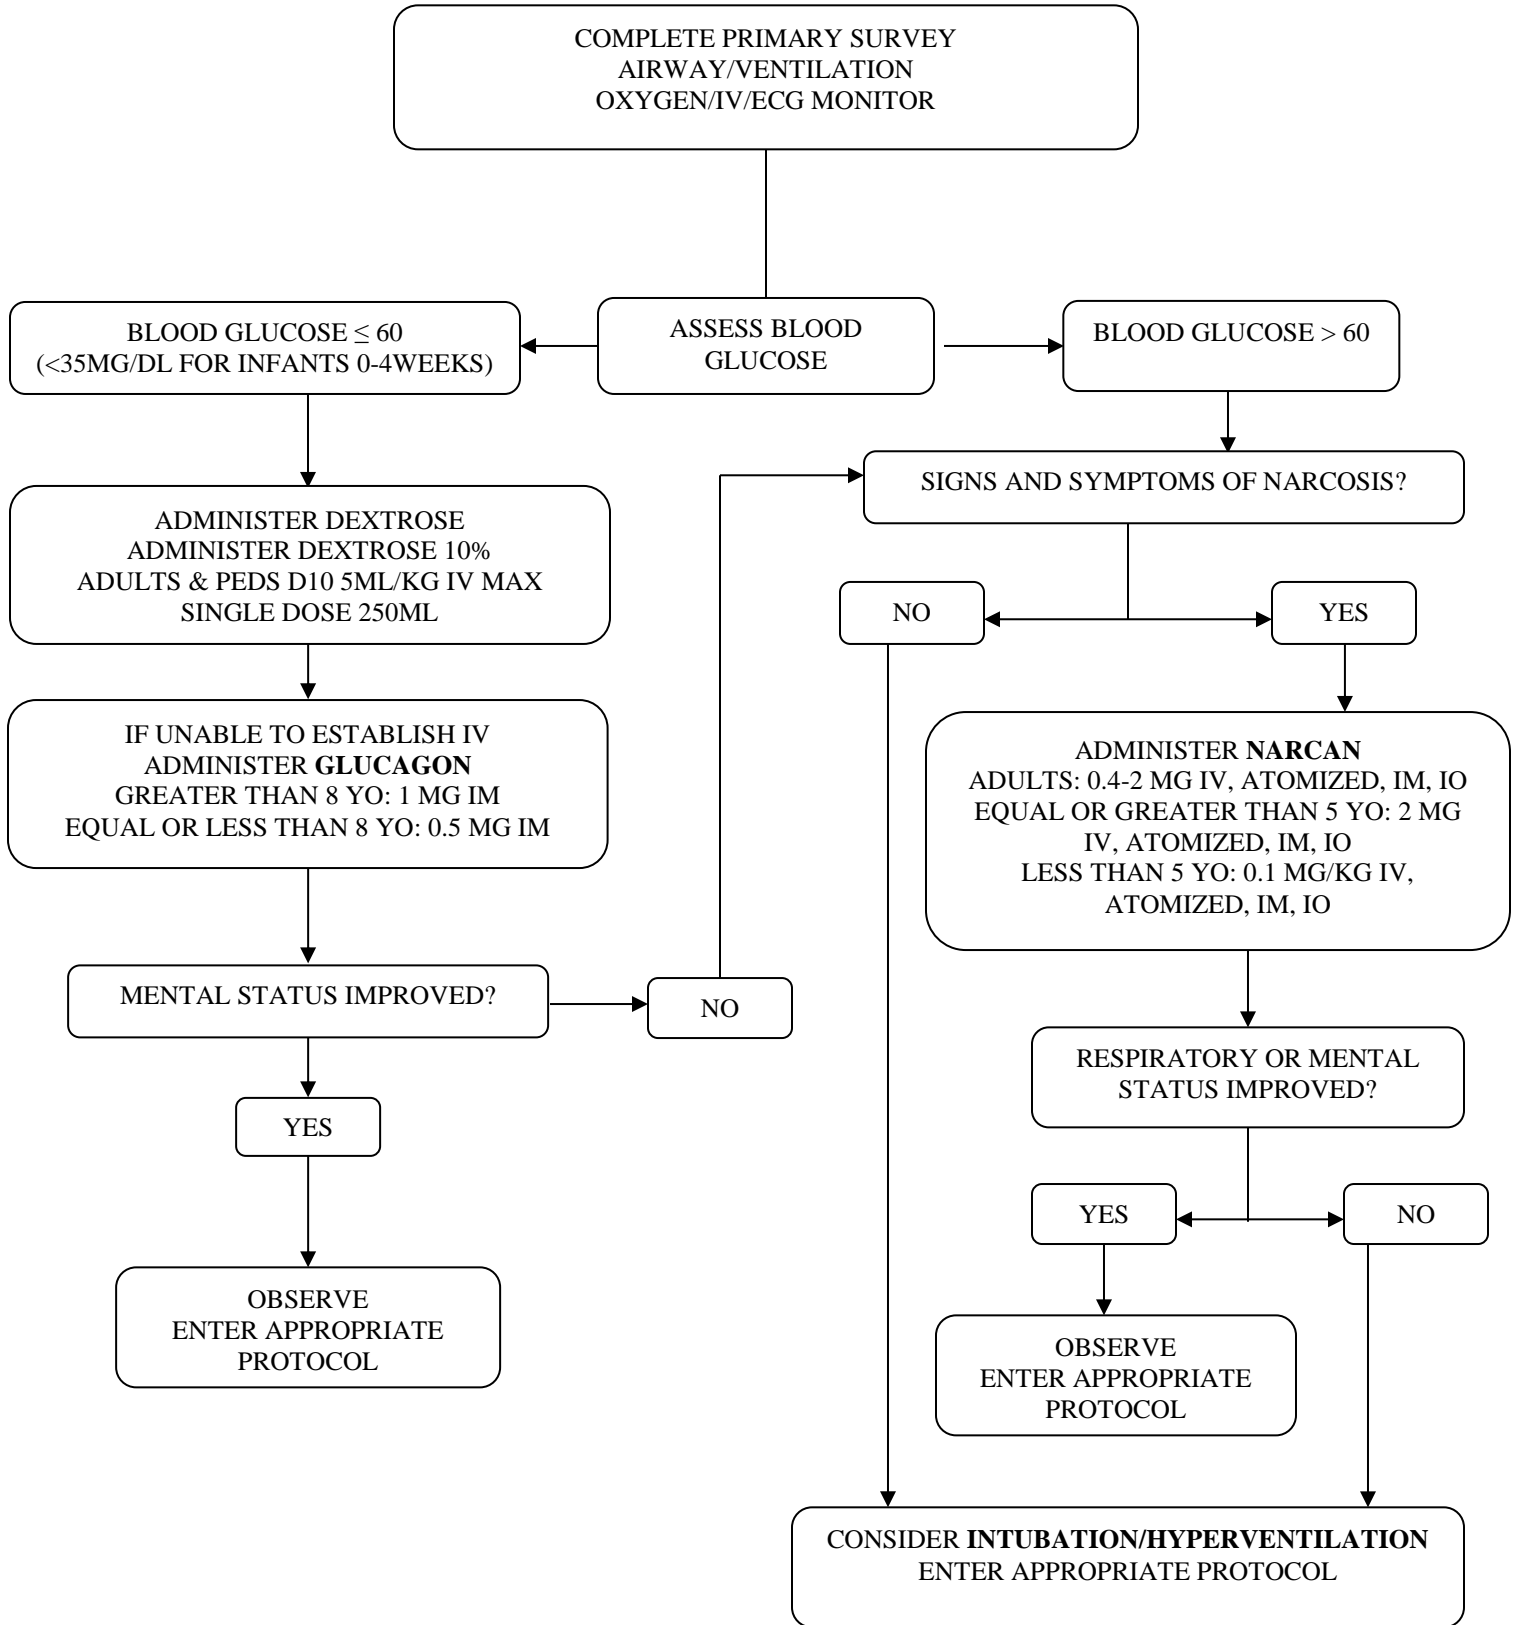 COMPLETE PRIMARY SURVEY
AIRWAY/VENTILATION
OXYGEN/IV/ECG MONITOR
BLOOD GLUCOSE ≤ 60
(<35MG/DL FOR INFANTS 0-4WEEKS)
ASSESS BLOOD
GLUCOSE
BLOOD GLUCOSE > 60
SIGNS AND SYMPTOMS OF NARCOSIS?
ADMINISTER DEXTROSE
ADMINISTER DEXTROSE 10%
ADULTS & PEDS D10 5ML/KG IV MAX
SINGLE DOSE 250ML
NO
YES
IF UNABLE TO ESTABLISH IV
ADMINISTER GLUCAGON
GREATER THAN 8 YO: 1 MG IM
EQUAL OR LESS THAN 8 YO: 0.5 MG IM
ADMINISTER NARCAN
ADULTS: 0.4-2 MG IV, ATOMIZED, IM, IO
EQUAL OR GREATER THAN 5 YO: 2 MG
IV, ATOMIZED, IM, IO
LESS THAN 5 YO: 0.1 MG/KG IV,
ATOMIZED, IM, IO
MENTAL STATUS IMPROVED?
NO
RESPIRATORY OR MENTAL
STATUS IMPROVED?
YES
YES
NO
OBSERVE
ENTER APPROPRIATE
PROTOCOL
OBSERVE
ENTER APPROPRIATE
PROTOCOL
CONSIDER INTUBATION/HYPERVENTILATION
ENTER APPROPRIATE PROTOCOL